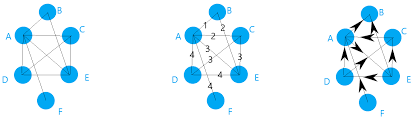 B B B
1 2
A C A 2 C A C
3
4 3 3
D E D 4 E D E
4
F F F